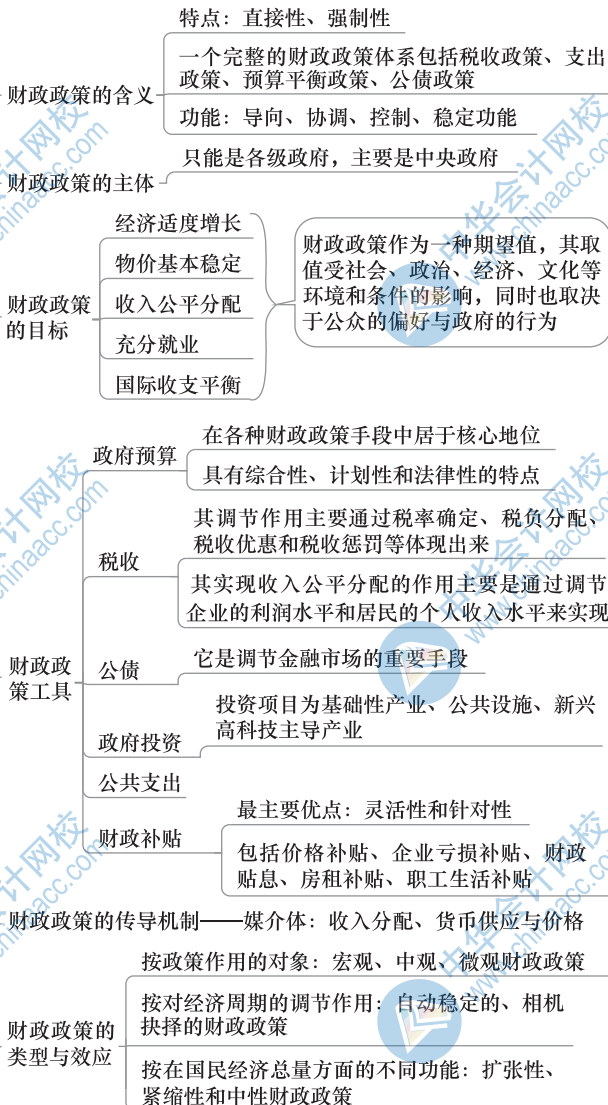 特点：直接性、强制性
一个完整的财政政策体系包括税收政策、支出
政策、预算平衡政策、公债政策
财政政策的含义
功能：导向、协调、控制、稳定功能
只能是各级政府，主要是中央政府
财政政策的主体
经济适度增长
物价基本稳定
收入公平分配
充分就业
国际收支平衡
财政政策
的目标
财政政策作为一种期望值，其取
值受社会、政治、经济、文化等
环境和条件的影响，同时也取决
于公众的偏好与政府的行为
在各种财政政策手段中居于核心地位
政府预算
具有综合性、计划性和法律性的特点
其调节作用主要通过税率确定、税负分配、
税收优惠和税收惩罚等体现出来
税收
其实现收入公平分配的作用主要是通过调节
企业的利润水平和居民的个人收入水平来实现
财政政
策工具
公债
它是调节金融市场的重要手段
投资项目为基础性产业、公共设施、新兴
高科技主导产业
政府投资
公共支出
最主要优点：灵活性和针对性
财政补贴
包括价格补贴、企业亏损补贴、财政
贴息、房租补贴、职工生活补贴
财政政策的传导机制——媒介体：收入分配、货币供应与价格
按政策作用的对象：宏观、中观、微观财政政策
按对经济周期的调节作用：自动稳定的、相机
抉择的财政政策
财政政策的
类型与效应
按在国民经济总量方面的不同功能：扩张性、
紧缩性和中性财政政策
中华会计网校
www.chinaacc.com